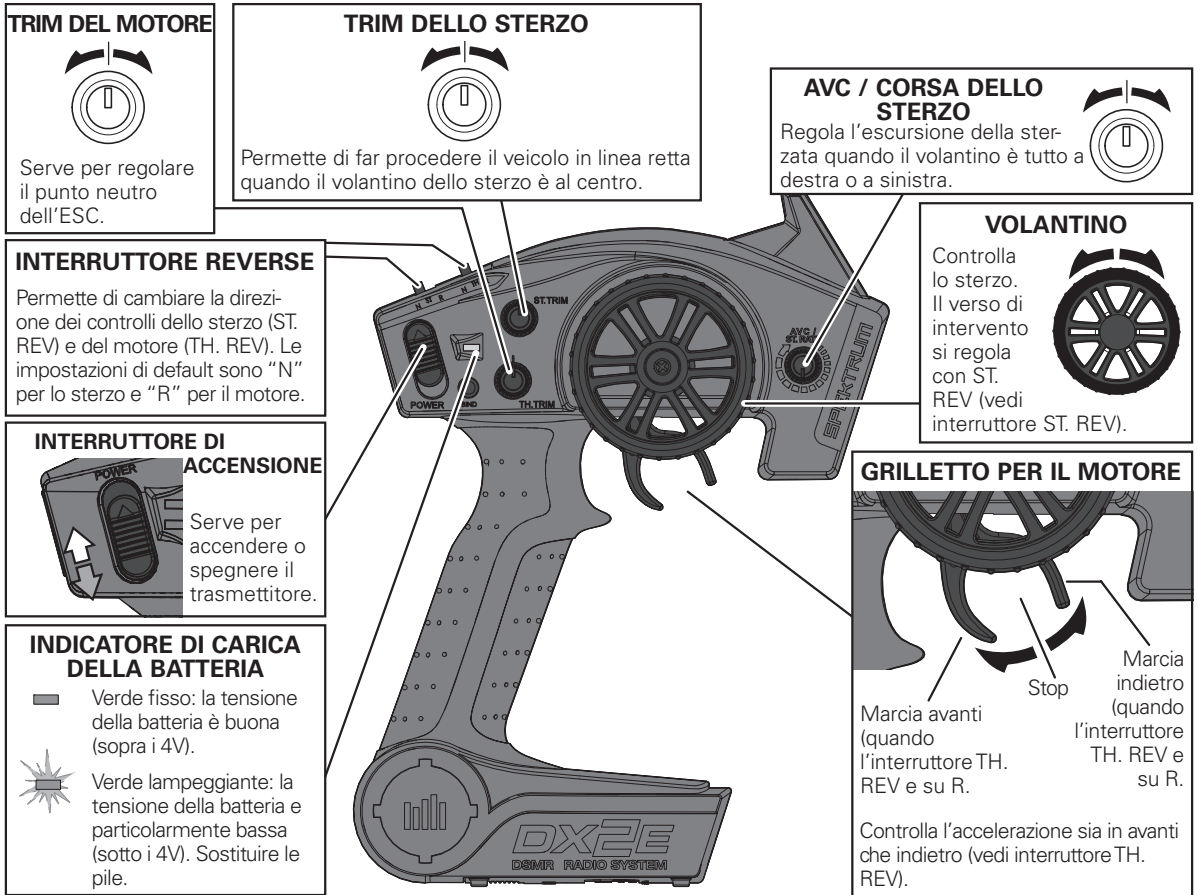 TRIM DEL MOTORE
Serve per regolare
il punto neutro
dell'ESC.
TRIM DELLO STERZO
Permette di far procedere il veicolo in linea retta
quando il volantino dello sterzo è al centro.
AVC / CORSA DELLO
STERZO
Regola l'escursione della ster-
zata quando il volantino è tutto a
destra o a sinistra.
INTERRUTTORE REVERSE
Permette di cambiare la direzi-
one dei controlli dello sterzo (ST.
REV) e del motore (TH. REV). Le
impostazioni di default sono "N"
per lo sterzo e "R" per il motore.
VOLANTINO
Controlla
lo sterzo.
Il verso di
intervento
si regola
con ST.
REV (vedi
interruttore ST. REV).
INTERRUTTORE DI
ACCENSIONE
POWER
Serve per
accendere o
spegnere il
trasmettitore.
INDICATORE DI CARICA
DELLA BATTERIA
Verde fisso: la tensione
della batteria è buona
(sopra i 4V).
Verde lampeggiante: la
tensione della batteria e
particolarmente bassa
(sotto i 4V). Sostituire le
pile.
N ST R
ST.TRIM
POWER
BIND
TH.TRIM
AVC /
ST. RATE
SPEKTRUM
DX2E
DSMR RADIO SYSTEM
GRILLETTO PER IL MOTORE
Stop
Marcia avanti
(quando
l'interruttore TH.
REV e su R.
Marcia
indietro
(quando
l'interruttore
TH. REV e
su R.
Controlla l'accelerazione sia in avanti
che indietro (vedi interruttore TH.
REV).